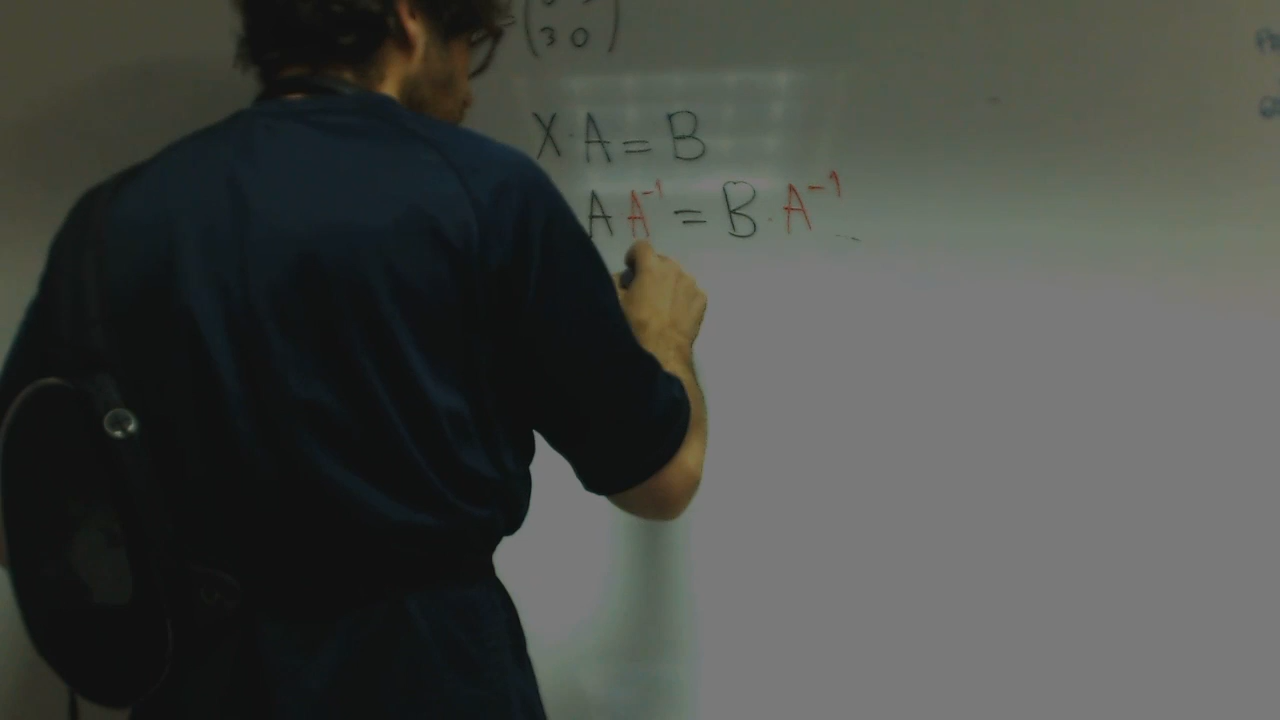 = (
3 0 )
X · A = B
A A⁻¹ = B · A⁻¹